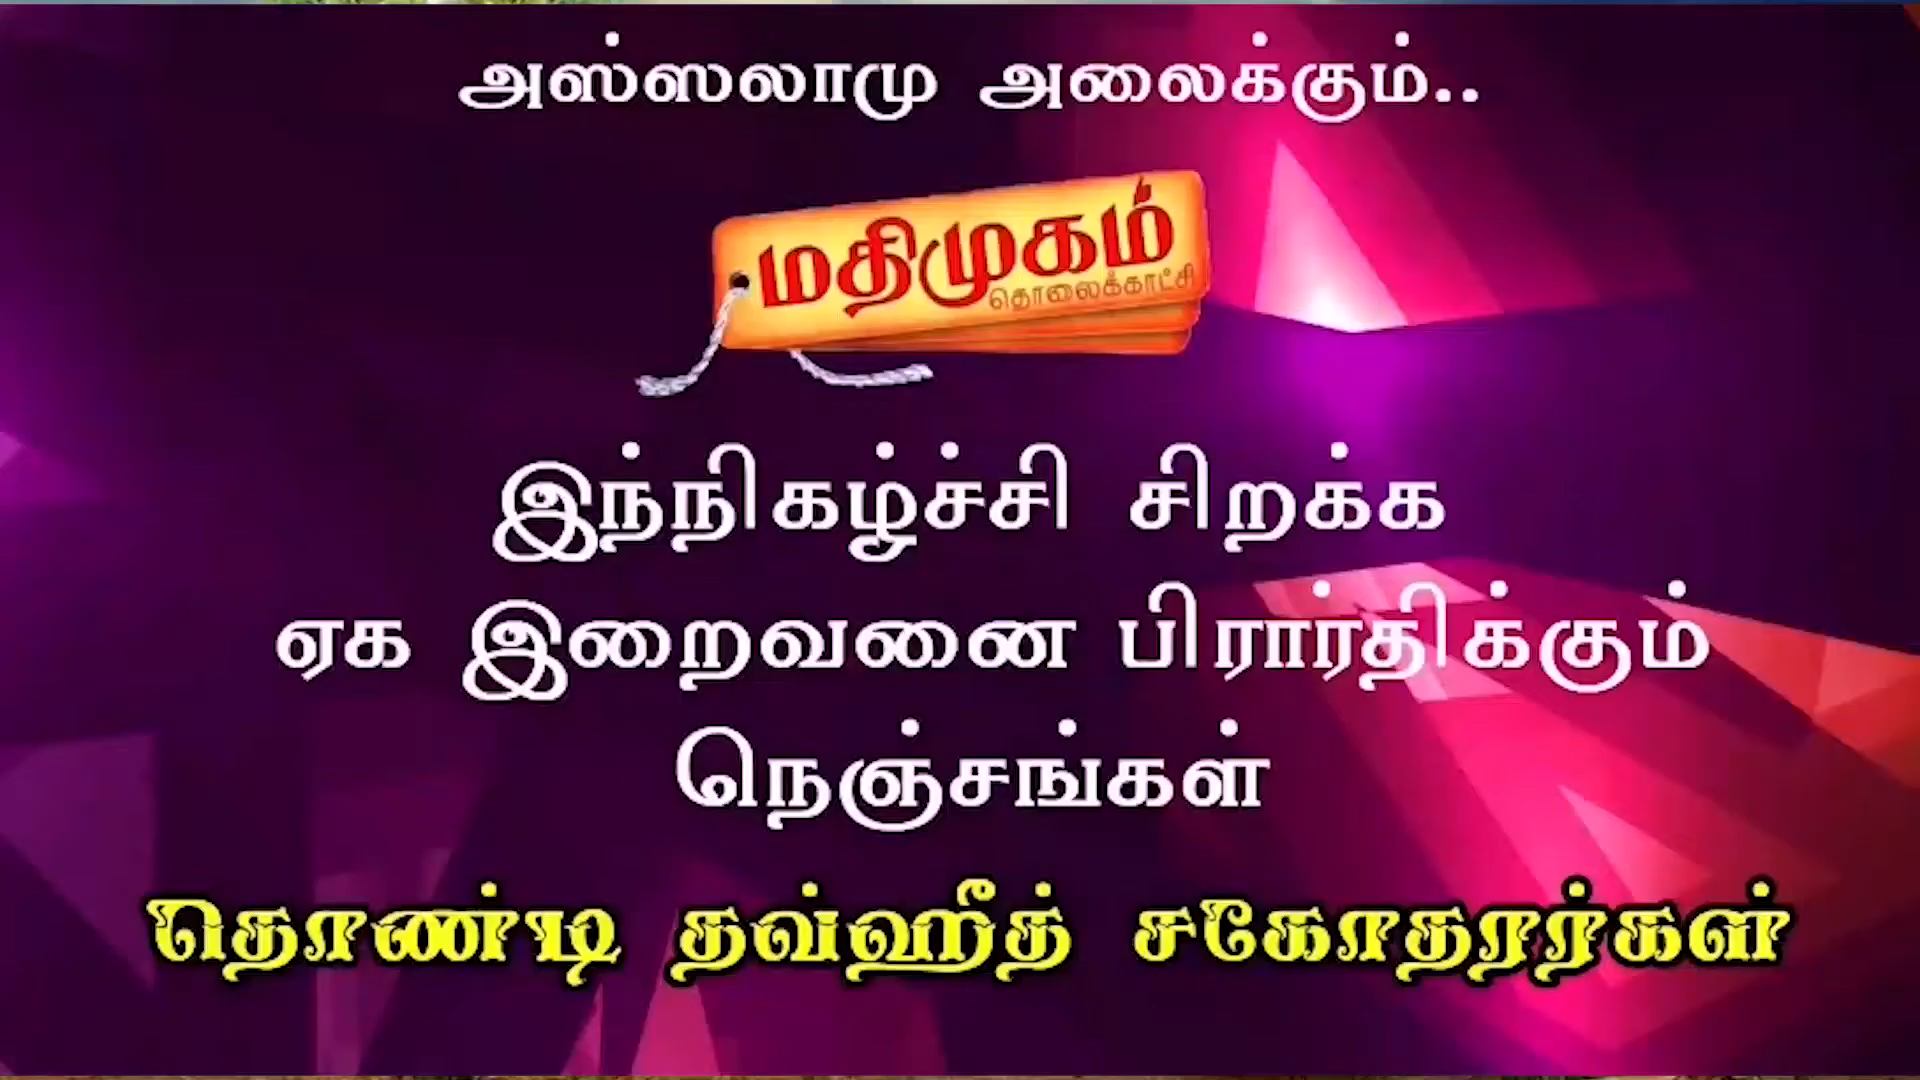 அஸ்ஸலாமு அலைக்கும்..
மதிமுகம்
தொலைக்காட்சி
இந்நிகழ்ச்சி சிறக்க
ஏக இறைவனை பிரார்திக்கும்
நெஞ்சங்கள்
தொண்டி தவ்ஹீத் சகோதரர்கள்